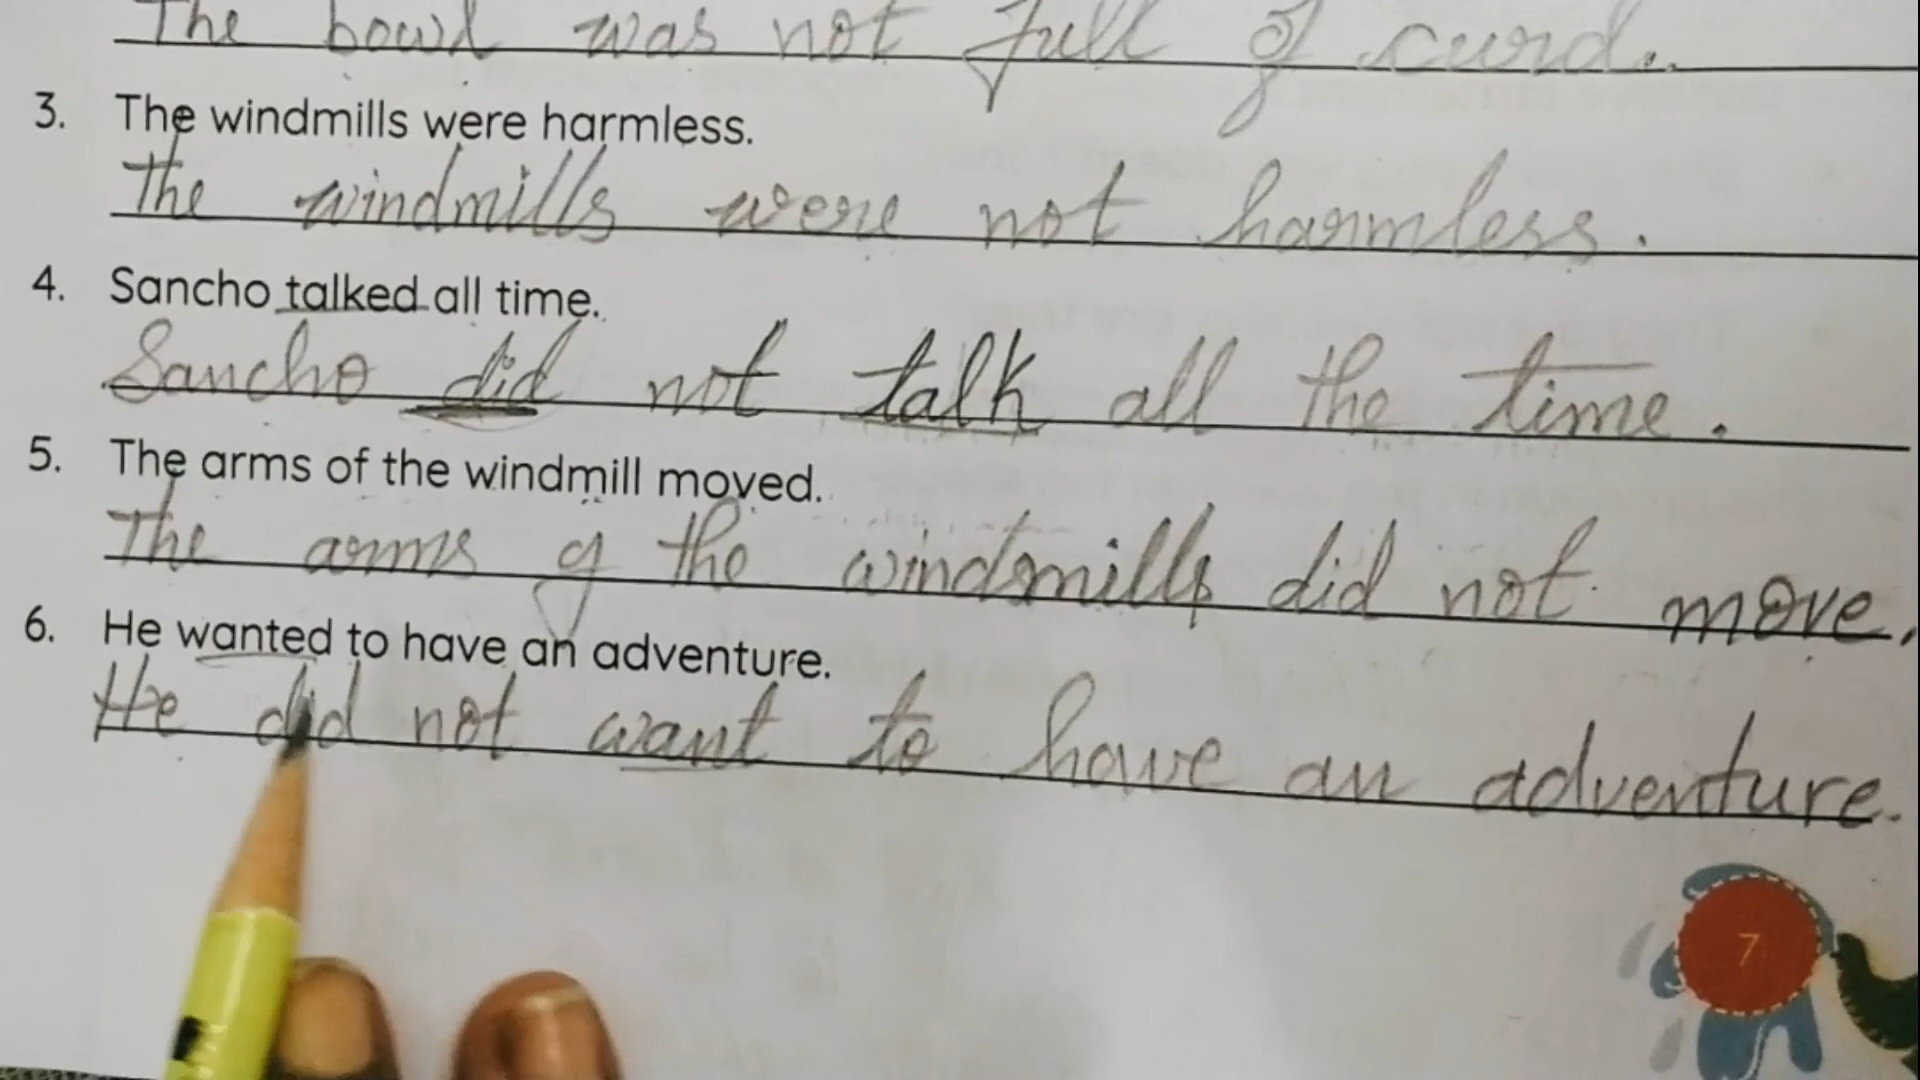 The bowl was not full of curd.
3. The windmills were harmless.
The windmills were not harmless.
4. Sancho talked all time.
Sancho did not talk all the time.
5. The arms of the windmill moved.
The arms of the windmills did not move.
6. He wanted to have an adventure.
He did not want to have an adventure.
7